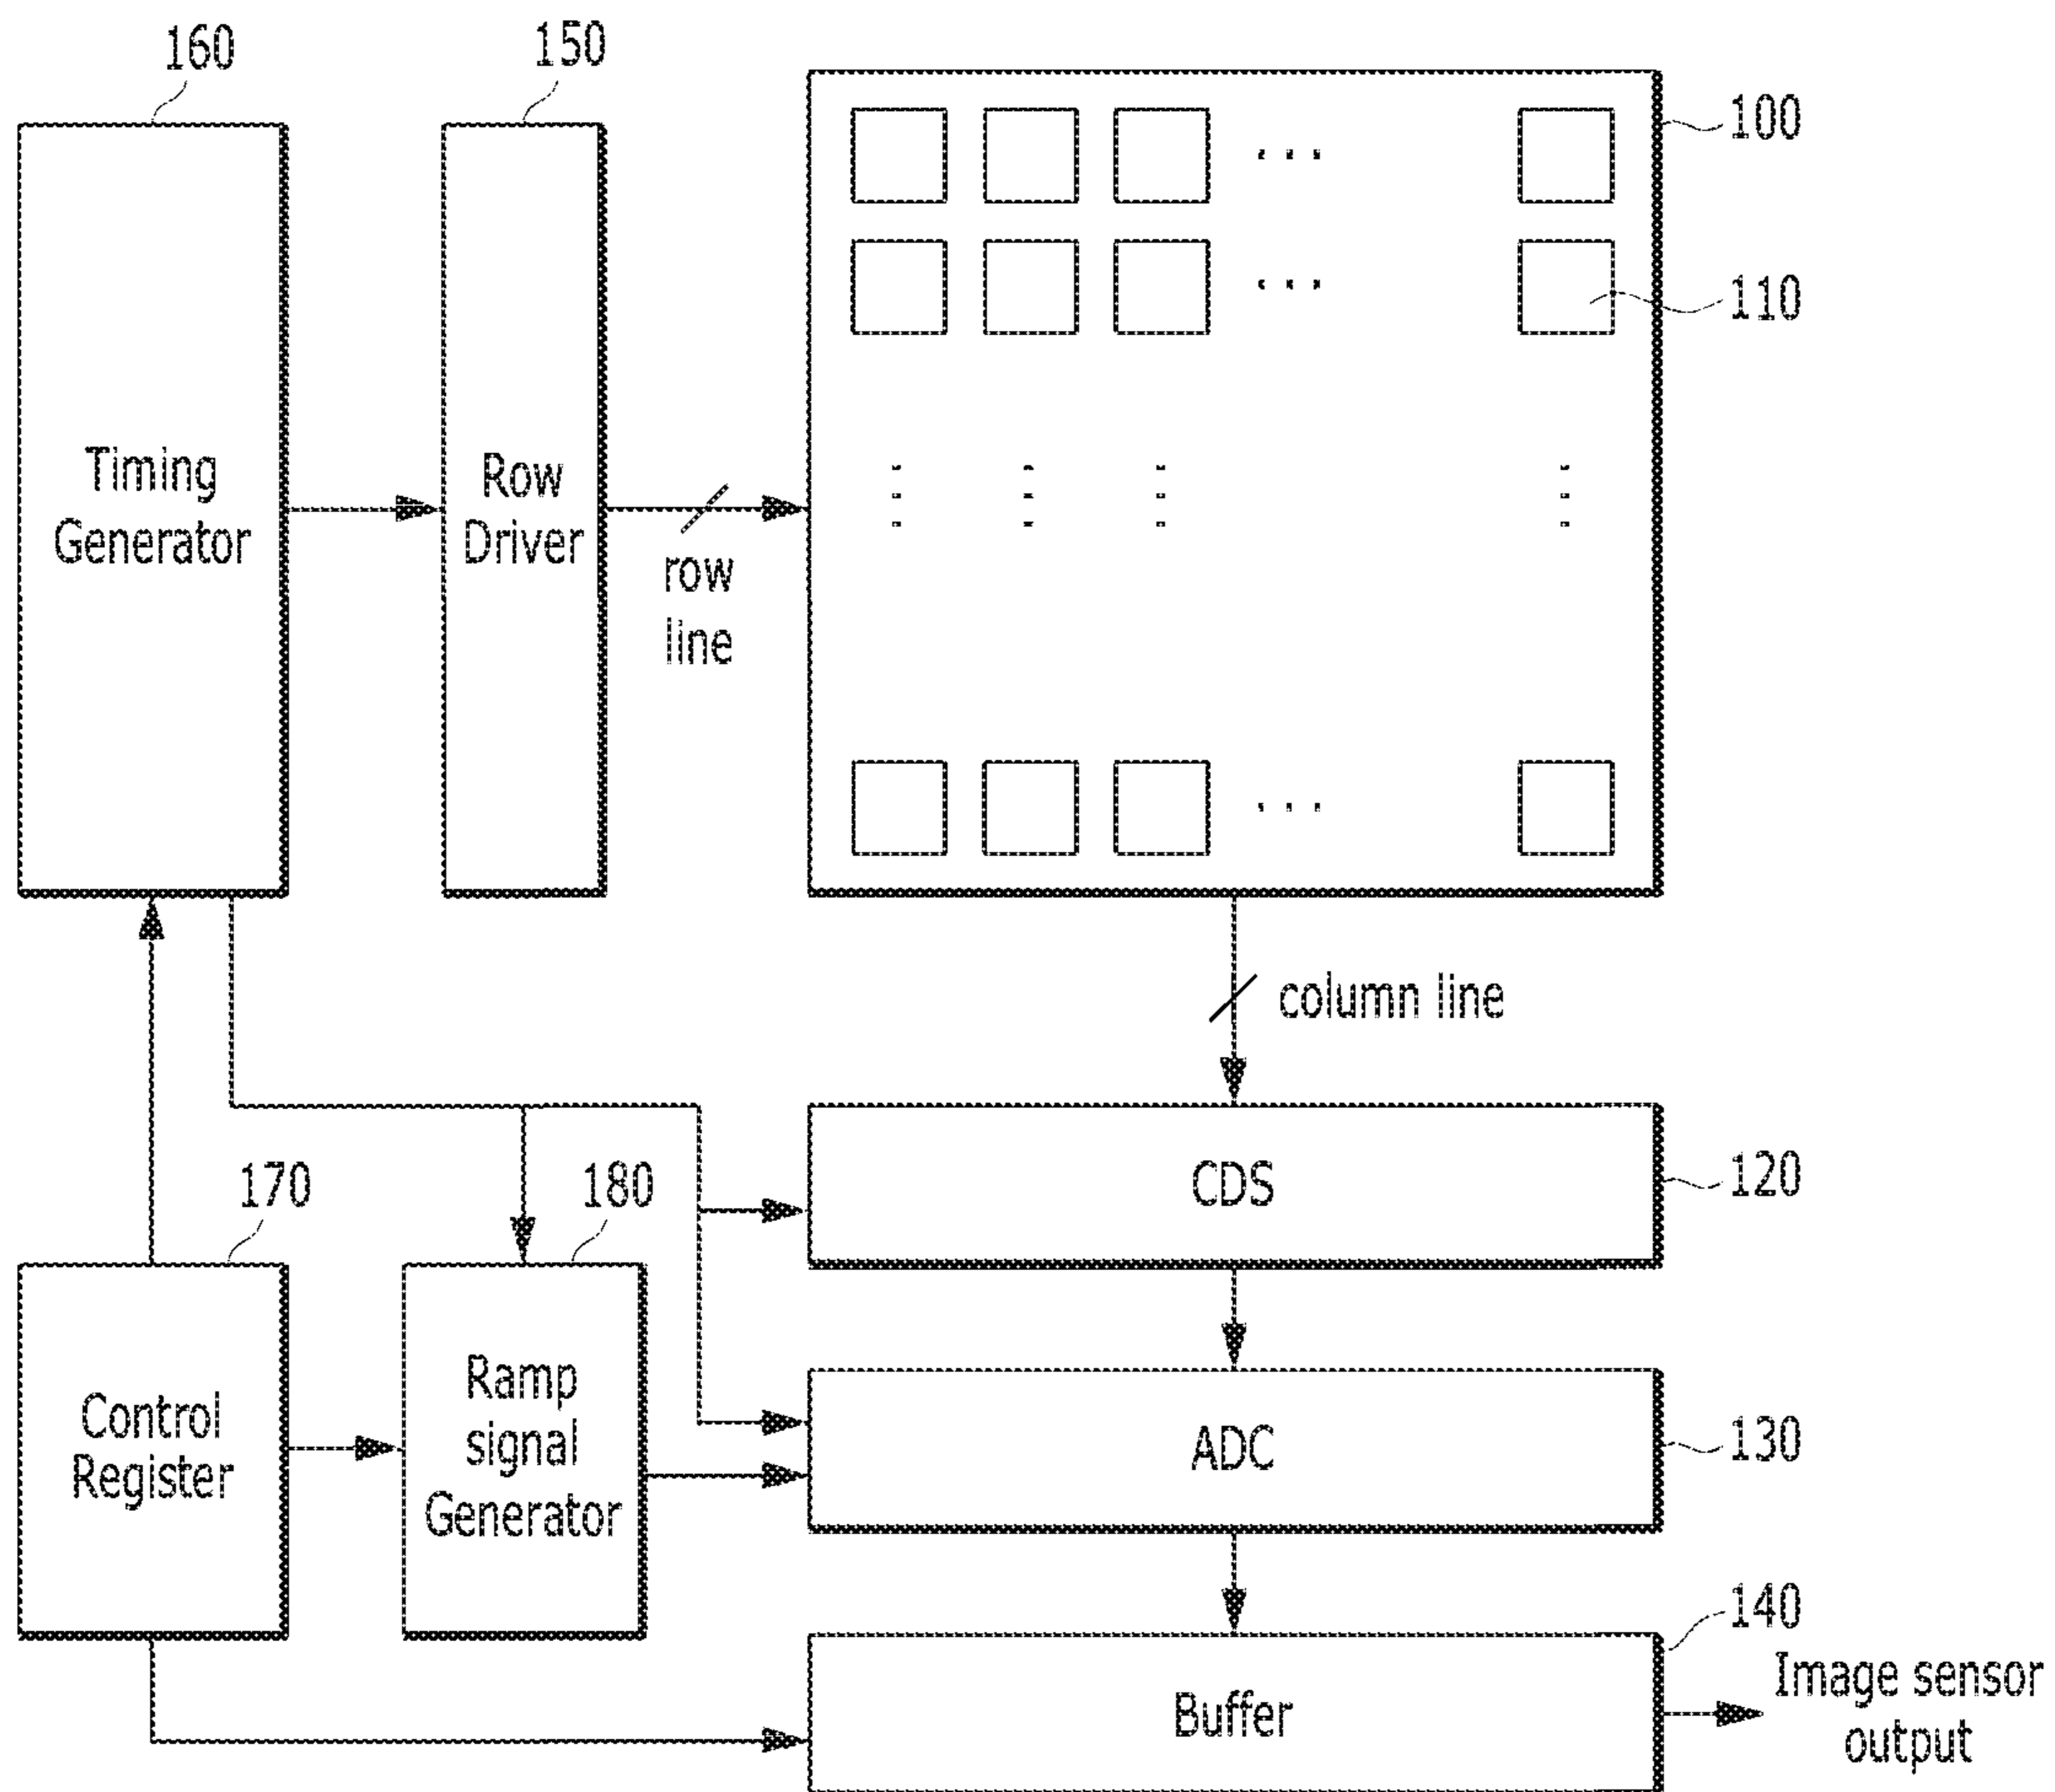 160
150
100
110
Timing
Generator
Row
Driver
row
line
column line
170
180
CDS
120
Control
Register
Ramp
signal
Generator
ADC
130
140
Buffer
Image sensor
output